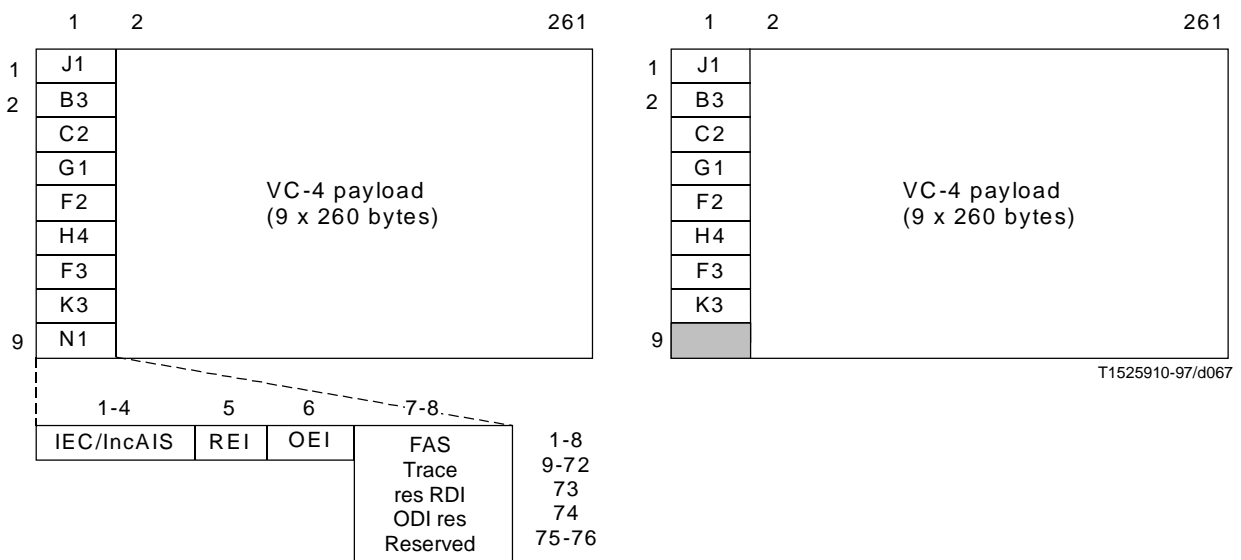 1 2 261
1 J1
2 B3
C2
G1
F2
H4
F3
K3
9 N1
VC-4 payload
(9 x 260 bytes)
1-4 5 6 7-8
IEC/IncAIS REI OEI FAS 1-8
Trace 9-72
res RDI 73
ODI res 74
Reserved 75-76
1 2 261
1 J1
2 B3
C2
G1
F2
H4
F3
K3
9
VC-4 payload
(9 x 260 bytes)
T1525910-97/d067